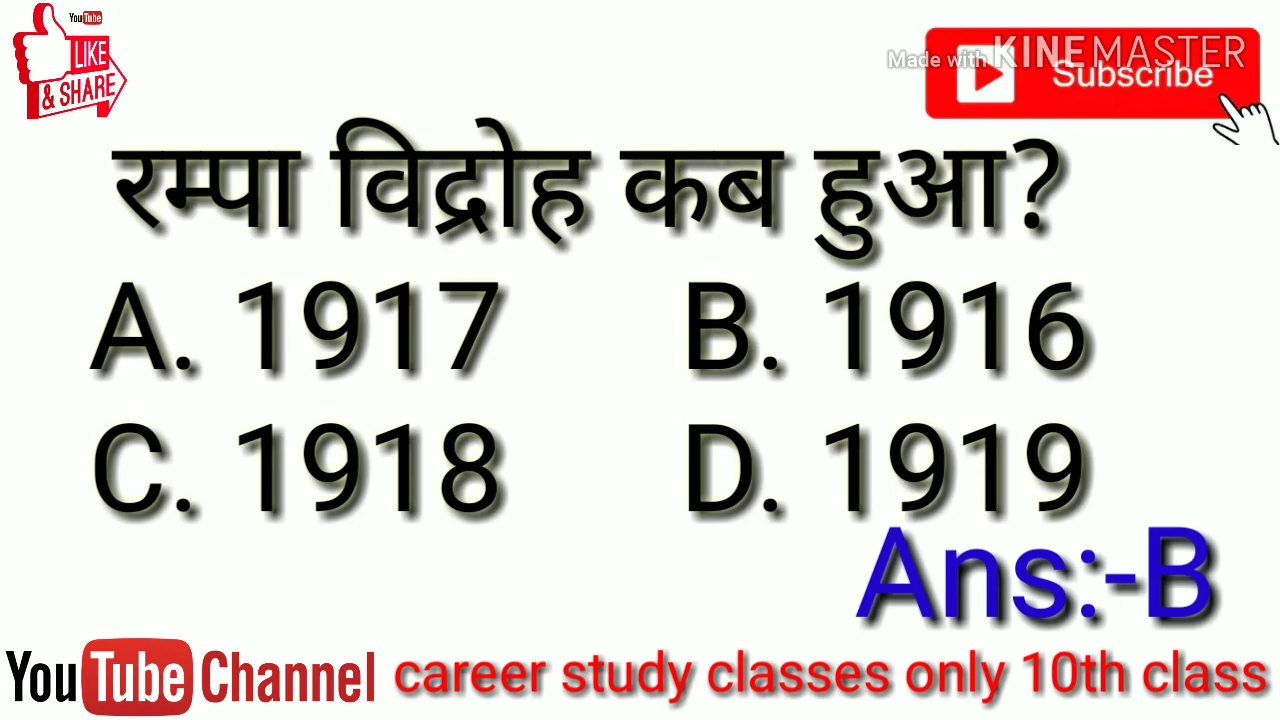 YouTube
LIKE
& SHARE
Made with KINEMASTER
Subscribe
रम्पा विद्रोह कब हुआ?
A. 1917 B. 1916
C. 1918 D. 1919
Ans:-B
YouTube Channel career study classes only 10th class